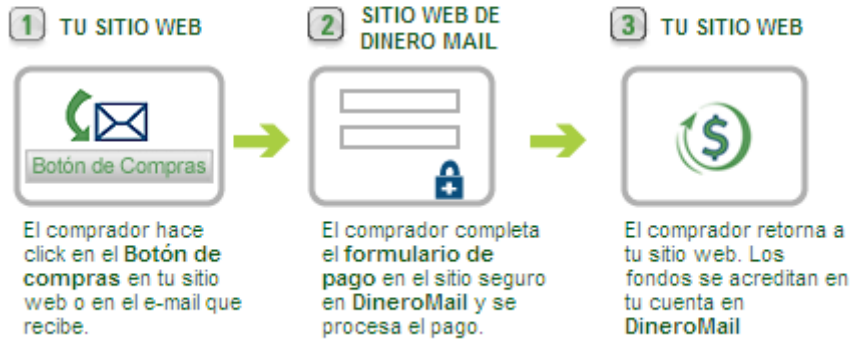 1 TU SITIO WEB
Botón de Compras
El comprador hace
click en el Botón de
compras en tu sitio
web o en el e-mail que
recibe.
2 SITIO WEB DE
DINERO MAIL
El comprador completa
el formulario de
pago en el sitio seguro
en DineroMail y se
procesa el pago.
3 TU SITIO WEB
$
El comprador retorna a
tu sitio web. Los
fondos se acreditan en
tu cuenta en
DineroMail